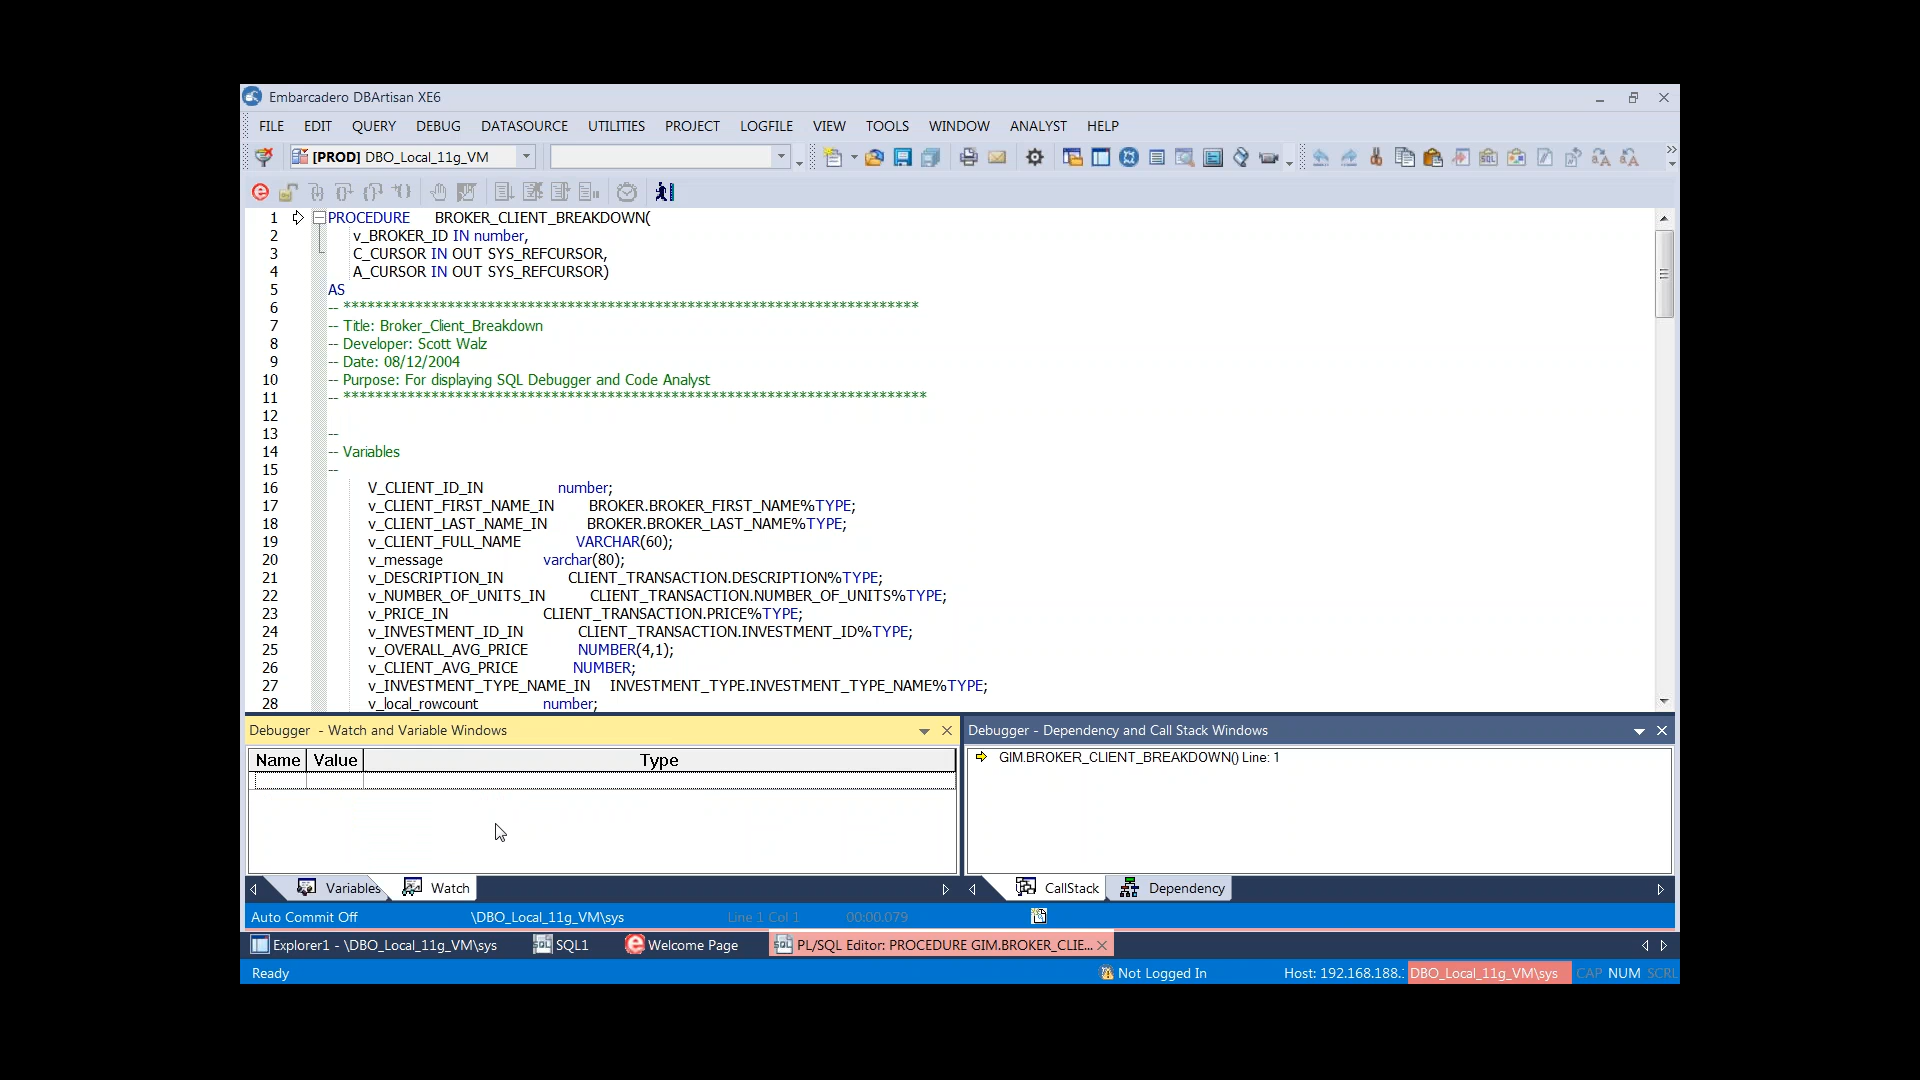 Embarcadero DBArtisan XE6
FILE EDIT QUERY DEBUG DATASOURCE UTILITIES PROJECT LOGFILE VIEW TOOLS WINDOW ANALYST HELP
[PROD] DBO_Local_11g_VM
1 PROCEDURE BROKER_CLIENT_BREAKDOWN(
2 v_BROKER_ID IN number,
3 C_CURSOR IN OUT SYS_REFCURSOR,
4 A_CURSOR IN OUT SYS_REFCURSOR)
5 AS
6 -- **********************************************************************
7 -- Title: Broker_Client_Breakdown
8 -- Developer: Scott Walz
9 -- Date: 08/12/2004
10 -- Purpose: For displaying SQL Debugger and Code Analyst
11 -- ***********************************************************************
12
13 --
14 -- Variables
15 --
16 V_CLIENT_ID_IN number;
17 v_CLIENT_FIRST_NAME_IN BROKER.BROKER_FIRST_NAME%TYPE;
18 v_CLIENT_LAST_NAME_IN BROKER.BROKER_LAST_NAME%TYPE;
19 v_CLIENT_FULL_NAME VARCHAR(60);
20 v_message varchar(80);
21 v_DESCRIPTION_IN CLIENT_TRANSACTION.DESCRIPTION%TYPE;
22 v_NUMBER_OF_UNITS_IN CLIENT_TRANSACTION.NUMBER_OF_UNITS%TYPE;
23 v_PRICE_IN CLIENT_TRANSACTION.PRICE%TYPE;
24 v_INVESTMENT_ID_IN CLIENT_TRANSACTION.INVESTMENT_ID%TYPE;
25 v_OVERALL_AVG_PRICE NUMBER(4,1);
26 v_CLIENT_AVG_PRICE NUMBER;
27 v_INVESTMENT_TYPE_NAME_IN INVESTMENT_TYPE.INVESTMENT_TYPE_NAME%TYPE;
28 v_local_rowcount number;
Debugger - Watch and Variable Windows
Name Value Type
Variables Watch
Debugger - Dependency and Call Stack Windows
GIM.BROKER_CLIENT_BREAKDOWN() Line: 1
CallStack Dependency
Auto Commit Off \DBO_Local_11g_VM\sys Line 1 Col 1 00:00.079
Explorer1 - \DBO_Local_11g_VM\sys SQL1 Welcome Page PL/SQL Editor: PROCEDURE GIM.BROKER_CLIE...
Ready Not Logged In Host: 192.168.188.: DBO_Local_11g_VM\sys CAP NUM SCRL